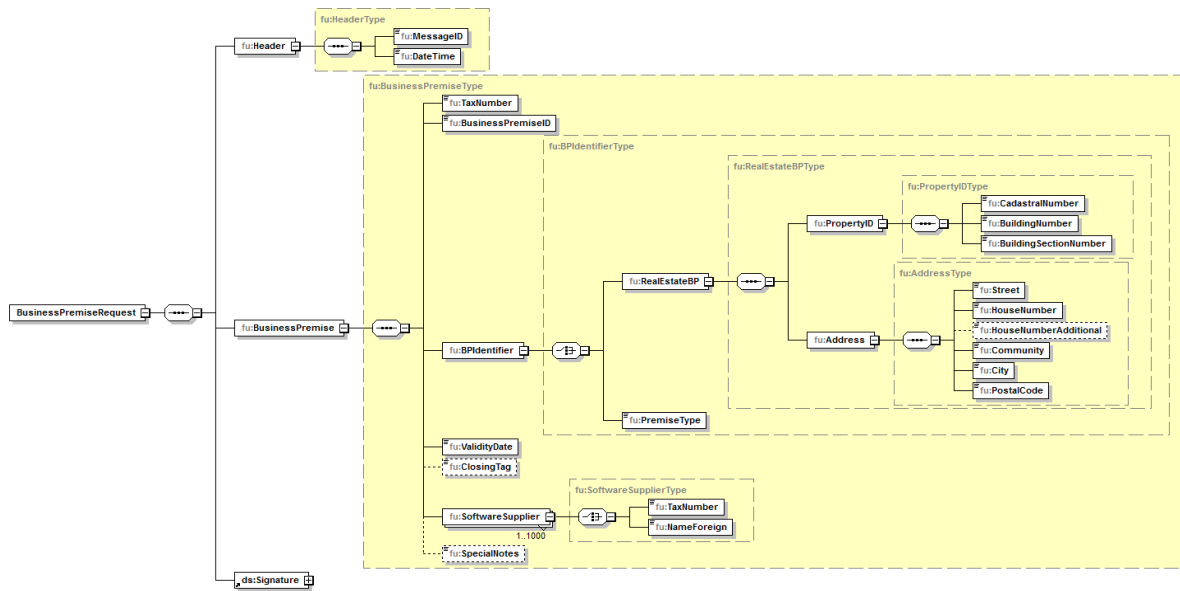 fu:HeaderType
fu:Header
fu:MessageID
fu:DateTime
fu:BusinessPremiseType
fu:TaxNumber
fu:BusinessPremiseID
fu:BPIdentifierType
fu:RealEstateBPType
fu:PropertyIDType
fu:CadastralNumber
fu:PropertyID
fu:BuildingNumber
fu:BuildingSectionNumber
fu:AddressType
fu:RealEstateBP
fu:Street
fu:HouseNumber
BusinessPremiseRequest
fu:BusinessPremise
fu:HouseNumberAdditional
fu:Address
fu:BPIdentifier
fu:Community
fu:City
fu:PostalCode
fu:PremiseType
fu:ValidityDate
fu:ClosingTag
fu:SoftwareSupplierType
fu:TaxNumber
fu:SoftwareSupplier
fu:NameForeign
1..1000
fu:SpecialNotes
ds:Signature